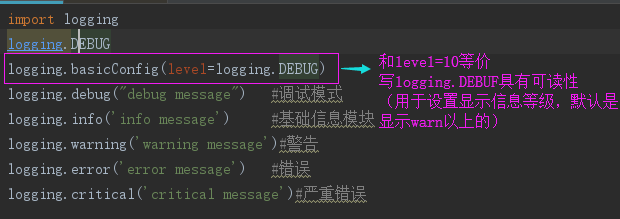 import logging
logging.DEBUG
logging.basicConfig(level=logging.DEBUG)
logging.debug("debug message") #调试模式
logging.info('info message') #基础信息模块
logging.warning('warning message')#警告
logging.error('error message') #错误
logging.critical('critical message')#严重错误
和level=10等价
写logging.DEBUF具有可读性
（用于设置显示信息等级，默认是
显示warn以上的）